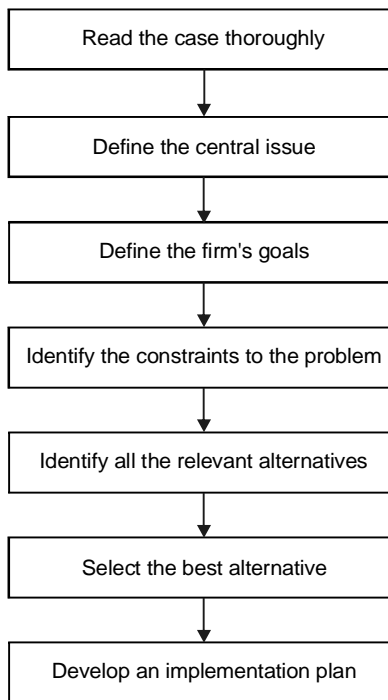 Read the case thoroughly
Define the central issue
Define the firm's goals
Identify the constraints to the problem
Identify all the relevant alternatives
Select the best alternative
Develop an implementation plan